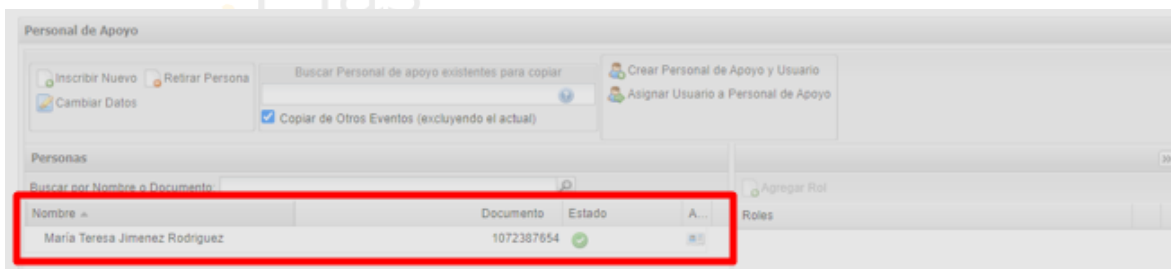 Personal de Apoyo
Inscribir Nuevo Retirar Persona
Cambiar Datos
Buscar Personal de apoyo existentes para copiar
Copiar de Otros Eventos (excluyendo el actual)
Crear Personal de Apoyo y Usuario
Asignar Usuario a Personal de Apoyo
Personas
Buscar por Nombre o Documento:
Agregar Rol
Nombre Documento Estado A... Roles
María Teresa Jimenez Rodriguez 1072387654